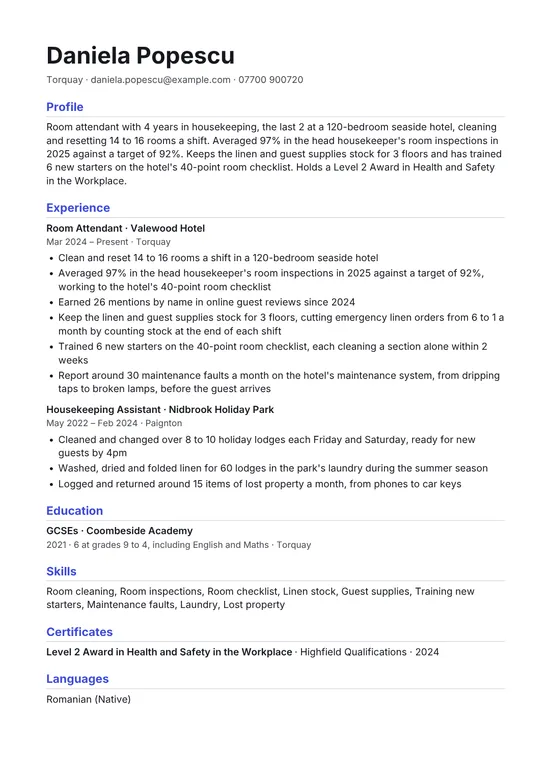 Daniela Popescu
Torquay · daniela.popescu@example.com · 07700 900720
Profile
Room attendant with 4 years in housekeeping, the last 2 at a 120-bedroom seaside hotel, cleaning
and resetting 14 to 16 rooms a shift. Averaged 97% in the head housekeeper's room inspections in
2025 against a target of 92%. Keeps the linen and guest supplies stock for 3 floors and has trained
6 new starters on the hotel's 40-point room checklist. Holds a Level 2 Award in Health and Safety
in the Workplace.
Experience
Room Attendant · Valewood Hotel
Mar 2024 – Present · Torquay
• Clean and reset 14 to 16 rooms a shift in a 120-bedroom seaside hotel
• Averaged 97% in the head housekeeper's room inspections in 2025 against a target of 92%,
working to the hotel's 40-point room checklist
• Earned 26 mentions by name in online guest reviews since 2024
• Keep the linen and guest supplies stock for 3 floors, cutting emergency linen orders from 6 to 1 a
month by counting stock at the end of each shift
• Trained 6 new starters on the 40-point room checklist, each cleaning a section alone within 2
weeks
• Report around 30 maintenance faults a month on the hotel's maintenance system, from dripping
taps to broken lamps, before the guest arrives
Housekeeping Assistant · Nidbrook Holiday Park
May 2022 – Feb 2024 · Paignton
• Cleaned and changed over 8 to 10 holiday lodges each Friday and Saturday, ready for new
guests by 4pm
• Washed, dried and folded linen for 60 lodges in the park's laundry during the summer season
• Logged and returned around 15 items of lost property a month, from phones to car keys
Education
GCSEs · Coombeside Academy
2021 · 6 at grades 9 to 4, including English and Maths · Torquay
Skills
Room cleaning, Room inspections, Room checklist, Linen stock, Guest supplies, Training new
starters, Maintenance faults, Laundry, Lost property
Certificates
Level 2 Award in Health and Safety in the Workplace · Highfield Qualifications · 2024
Languages
Romanian (Native)